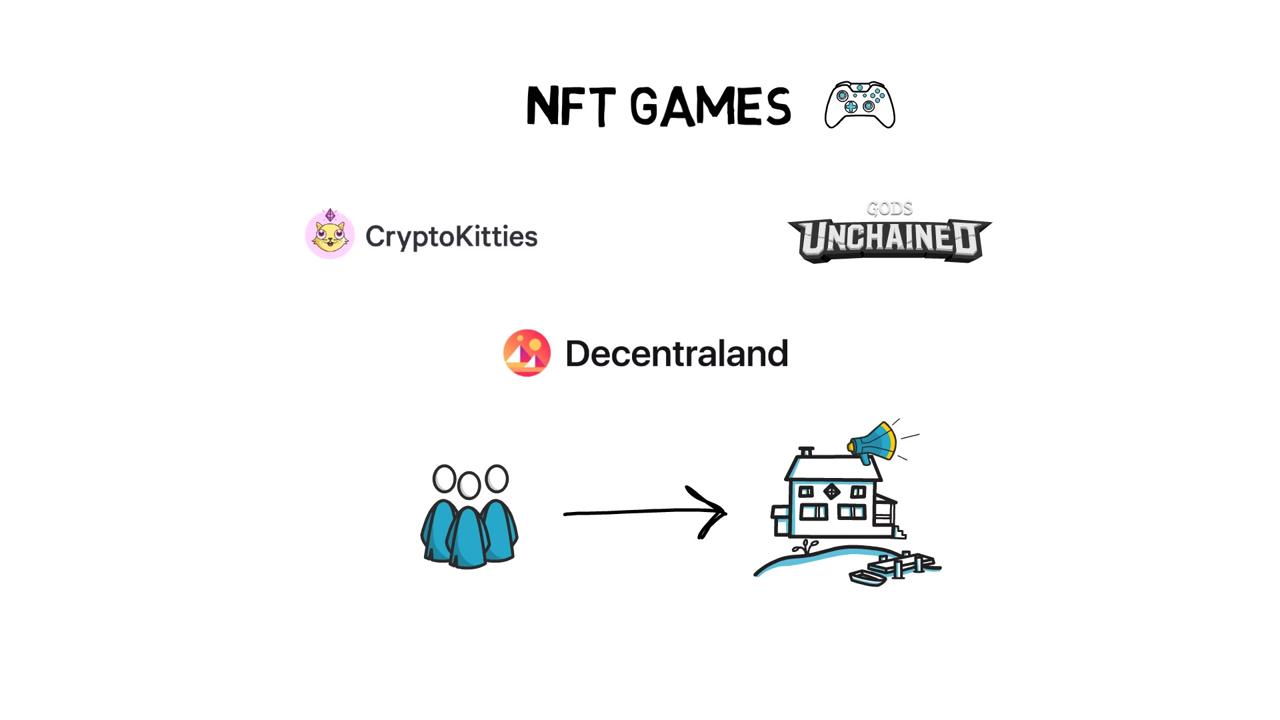 NFT GAMES
CryptoKitties
GODS
UNCHAINED
Decentraland